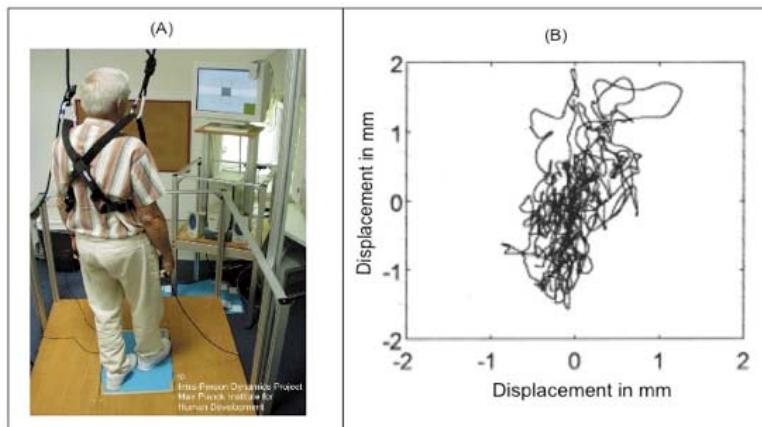 (A)
©
Intra-Person Dynamics Project
Max Planck Institute for
Human Development
(B)
2
1
0
-1
-2
-2
-1
0
1
2
Displacement in mm
Displacement in mm